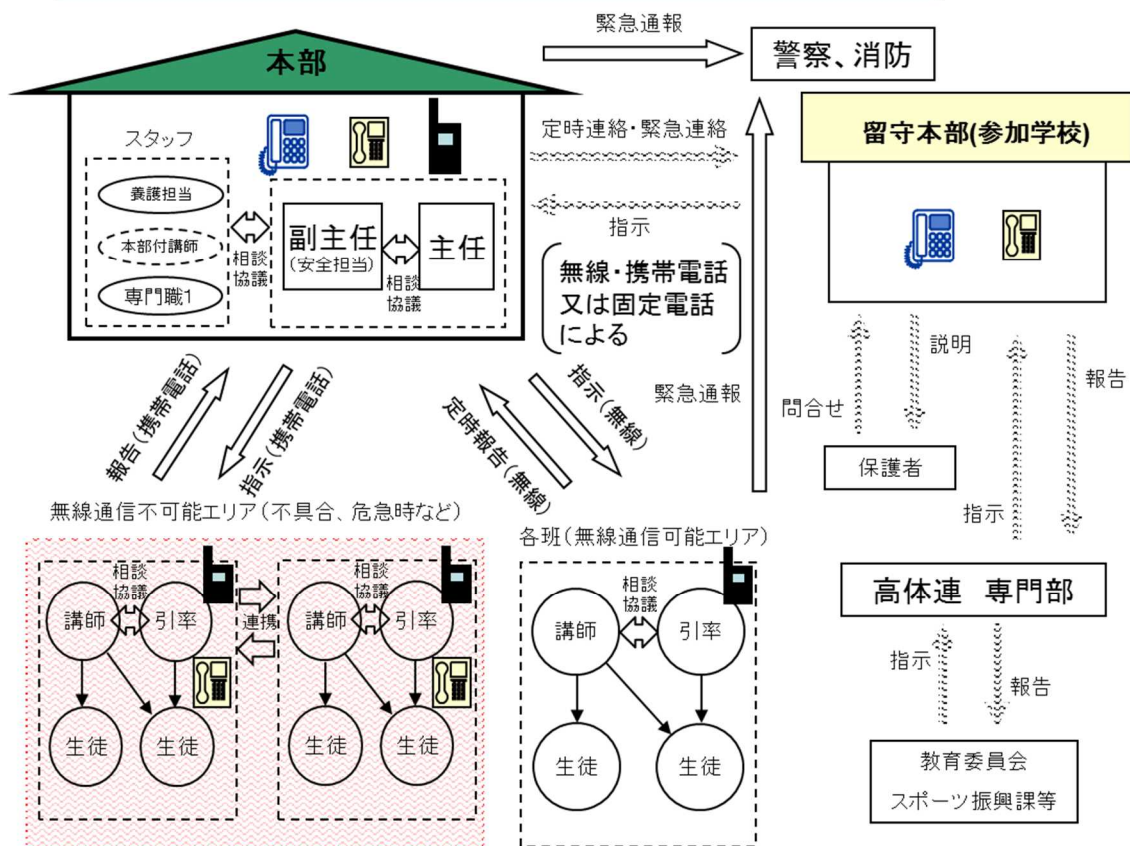 緊急通報
警察、消防
本部
スタッフ
養護担当
本部付講師
専門職1
相談
協議
副主任
(安全担当)
相談
協議
主任
定時連絡・緊急連絡
指示
無線・携帯電話
又は固定電話
による
留守本部(参加学校)
説明
問合せ
保護者
報告
指示
緊急通報
報告(携帯電話)
指示(携帯電話)
定時報告(無線)
指示(無線)
無線通信不可能エリア(不具合、危急時など)
相談
協議
講師
引率
生徒
生徒
連携
相談
協議
講師
引率
生徒
生徒
各班(無線通信可能エリア)
相談
協議
講師
引率
生徒
生徒
高体連 専門部
指示
報告
教育委員会
スポーツ振興課等